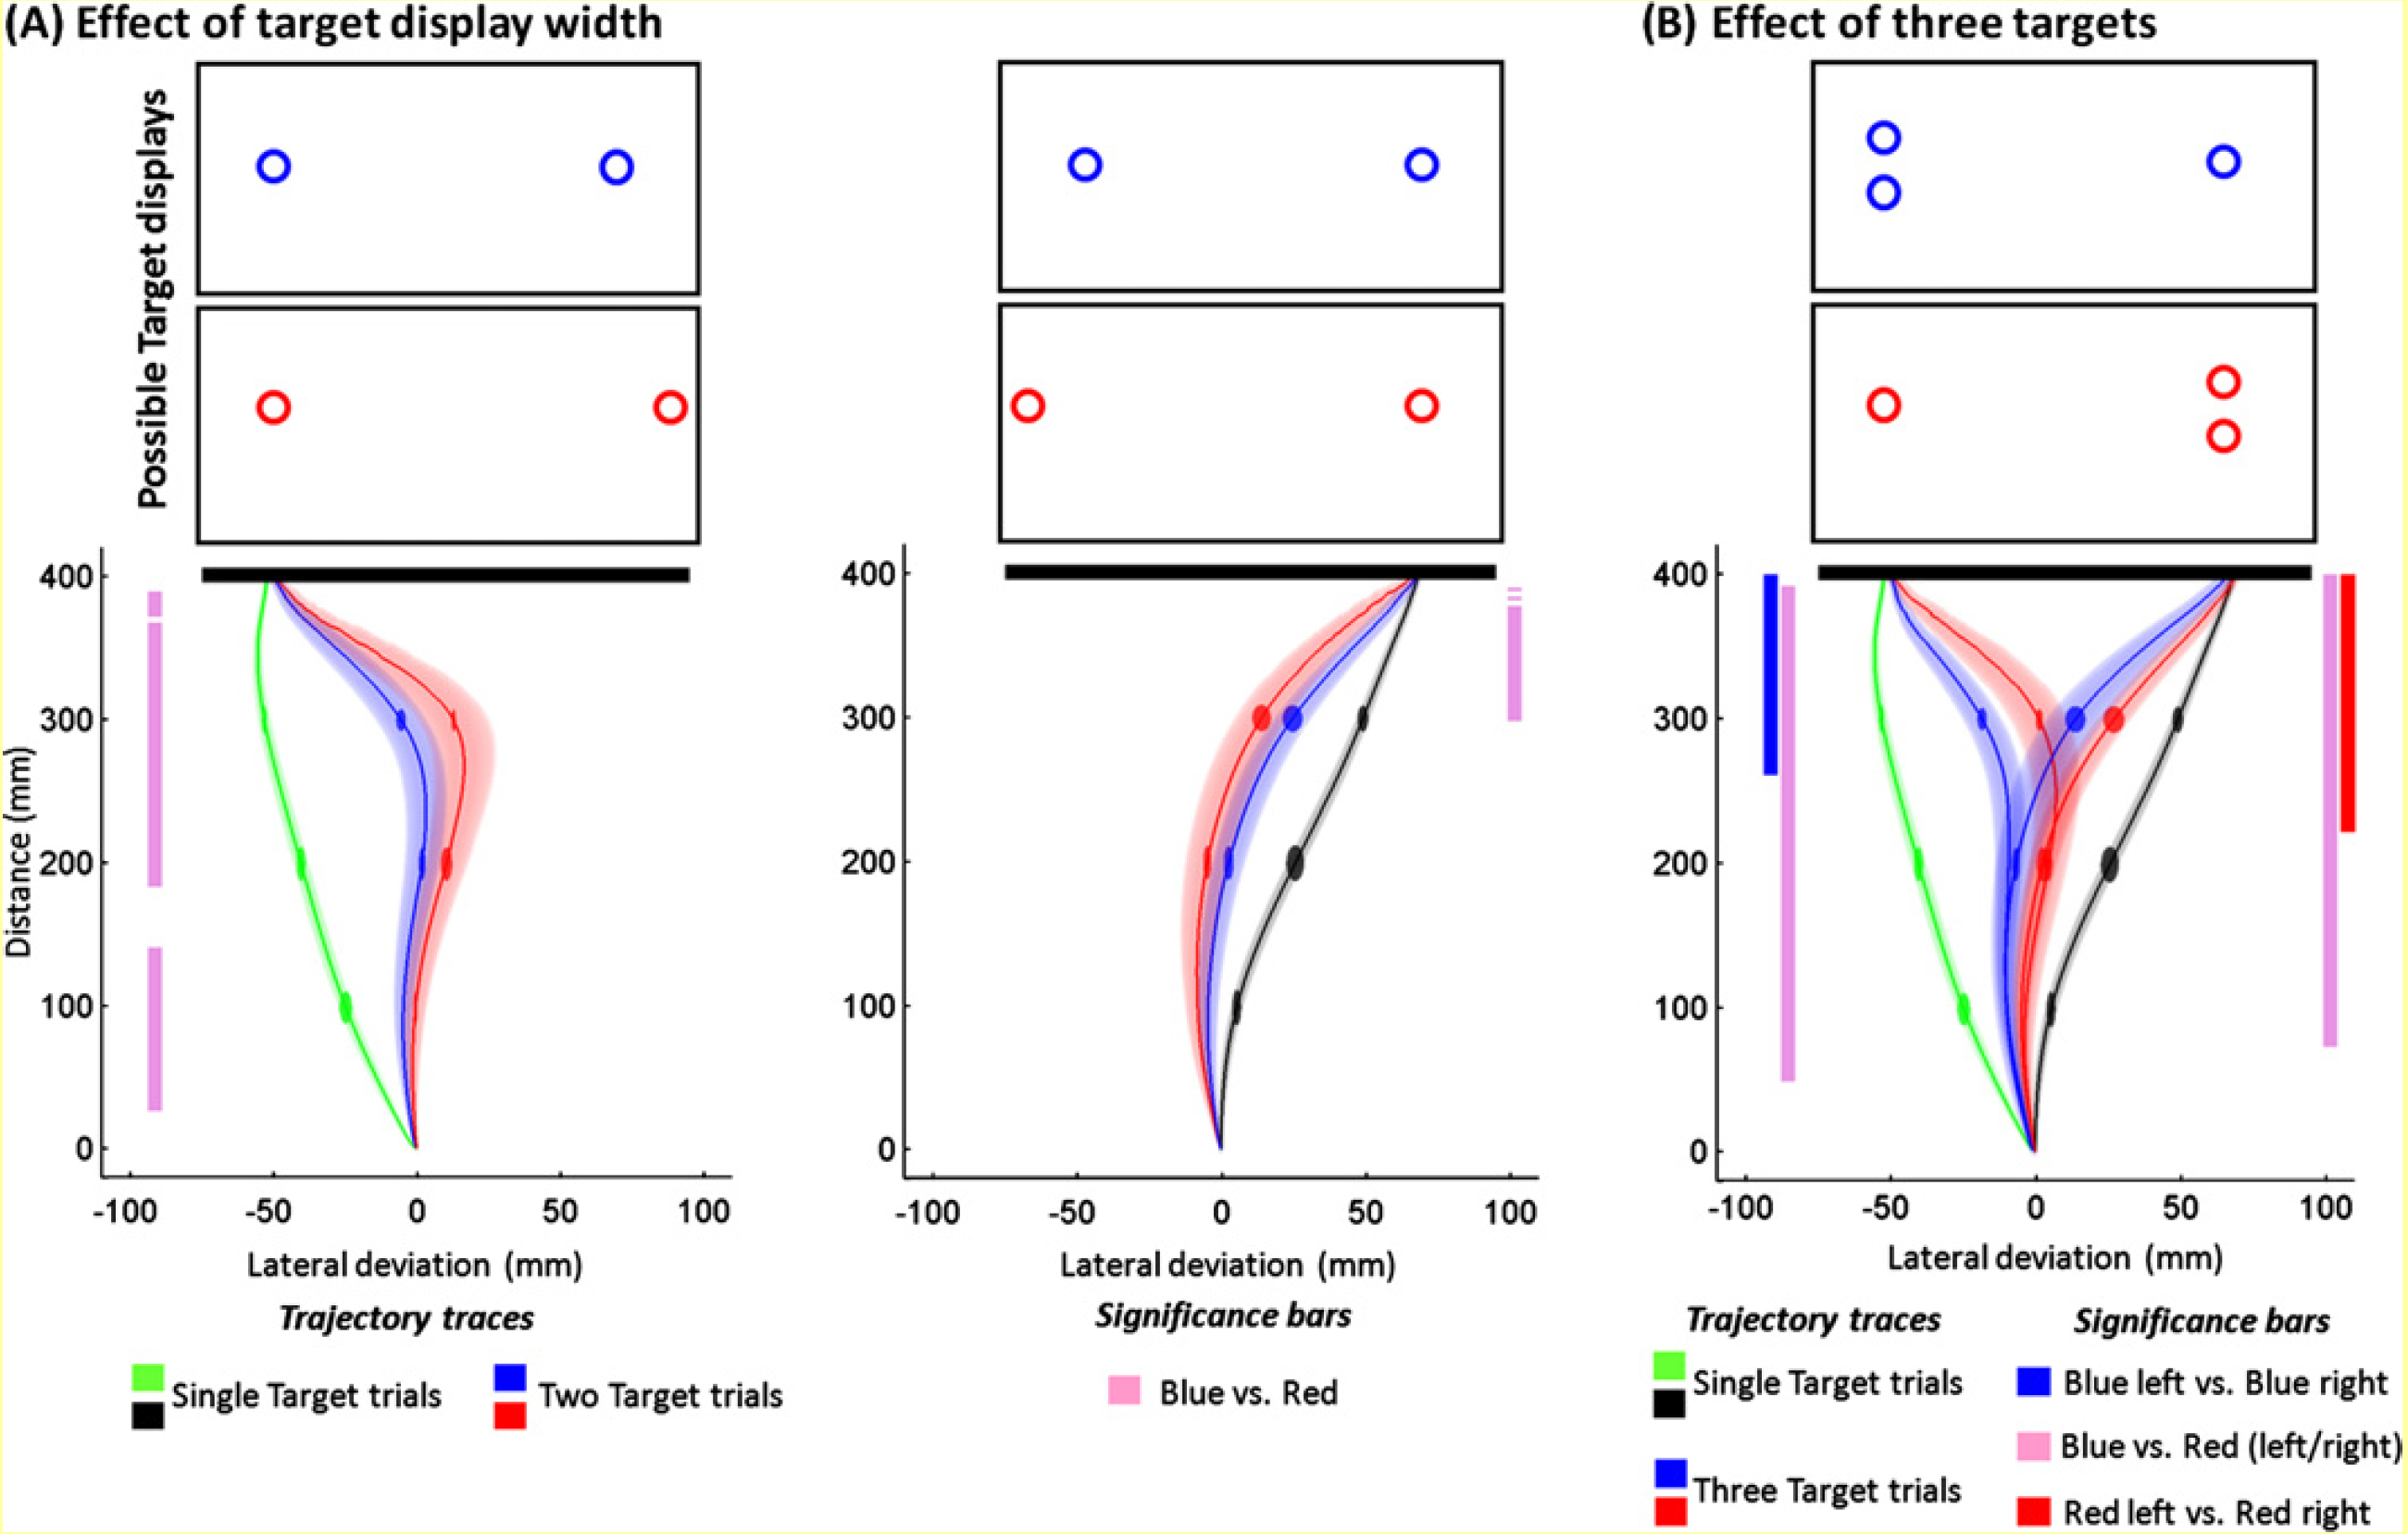 (A) Effect of target display width
(B) Effect of three targets
Possible Target displays
Distance (mm)
400
300
200
100
0
-100 -50 0 50 100
Lateral deviation (mm)
400
300
200
100
0
-100 -50 0 50 100
Lateral deviation (mm)
400
300
200
100
0
-100 -50 0 50 100
Lateral deviation (mm)
Trajectory traces
Single Target trials
Two Target trials
Significance bars
Blue vs. Red
Trajectory traces
Single Target trials
Three Target trials
Significance bars
Blue left vs. Blue right
Blue vs. Red (left/right)
Red left vs. Red right